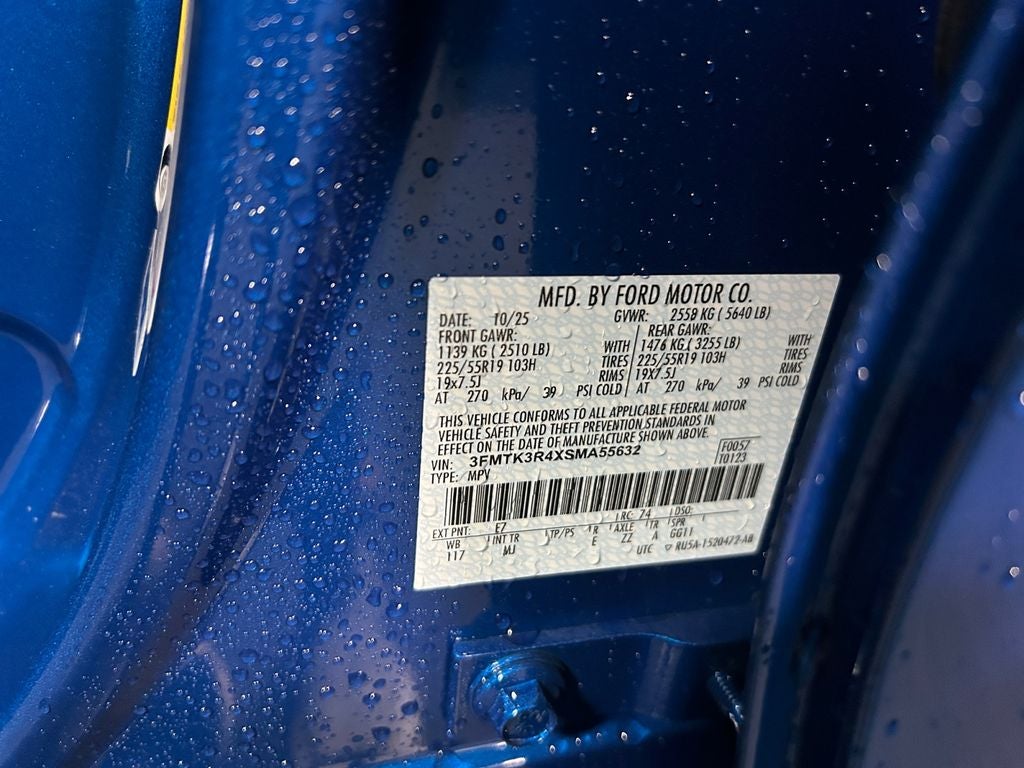 MFD. BY FORD MOTOR CO.
DATE: 10/25 GVWR: 2558 KG ( 5640 LB)
FRONT GAWR: REAR GAWR:
1139 KG ( 2510 LB) WITH 1476 KG ( 3255 LB) WITH
225/55R19 103H TIRES 225/55R19 103H TIRES
19x7.5J RIMS 19X7.5J RIMS
AT 270 kPa/ 39 PSI COLD AT 270 kPa/ 39 PSI COLD
THIS VEHICLE CONFORMS TO ALL APPLICABLE FEDERAL MOTOR
VEHICLE SAFETY AND THEFT PREVENTION STANDARDS IN
EFFECT ON THE DATE OF MANUFACTURE SHOWN ABOVE.
VIN: 3FMTK3R4XSMA55632 F0057
TYPE: MPV T0123
EXT PNT: EZ RC: 74 DSO:
WB INT TR TP/PS R AXLE TR SPR
117 MJ E ZZ A GG11
UTC ▽ RU5A-1520472-AB